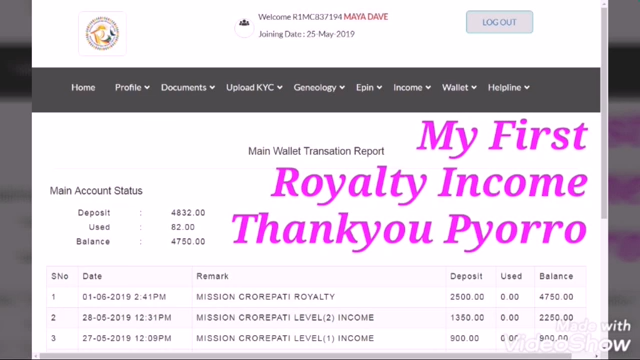 Welcome R1MCB37194 MAYA DAVE
Joining Date : 25-May-2019
LOG OUT
Home Profile Documents Upload KYC Geneology Epin Income Wallet Helpline
Main Wallet Transation Report
My First
Royalty Income
Thankyou Pyorro
Main Account Status
Deposit : 4832.00
Used : 82.00
Balance : 4750.00
SNo Date Remark Deposit Used Balance
1 01-06-2019 2:41PM MISSION CROREPATI ROYALTY 2500.00 0.00 4750.00
2 28-05-2019 12:31PM MISSION CROREPATI LEVEL(2) INCOME 1350.00 0.00 2250.00
3 27-05-2019 12:09PM MISSION CROREPATI LEVEL(1) INCOME 900.00 0.00 900.00
Made with
VideoShow